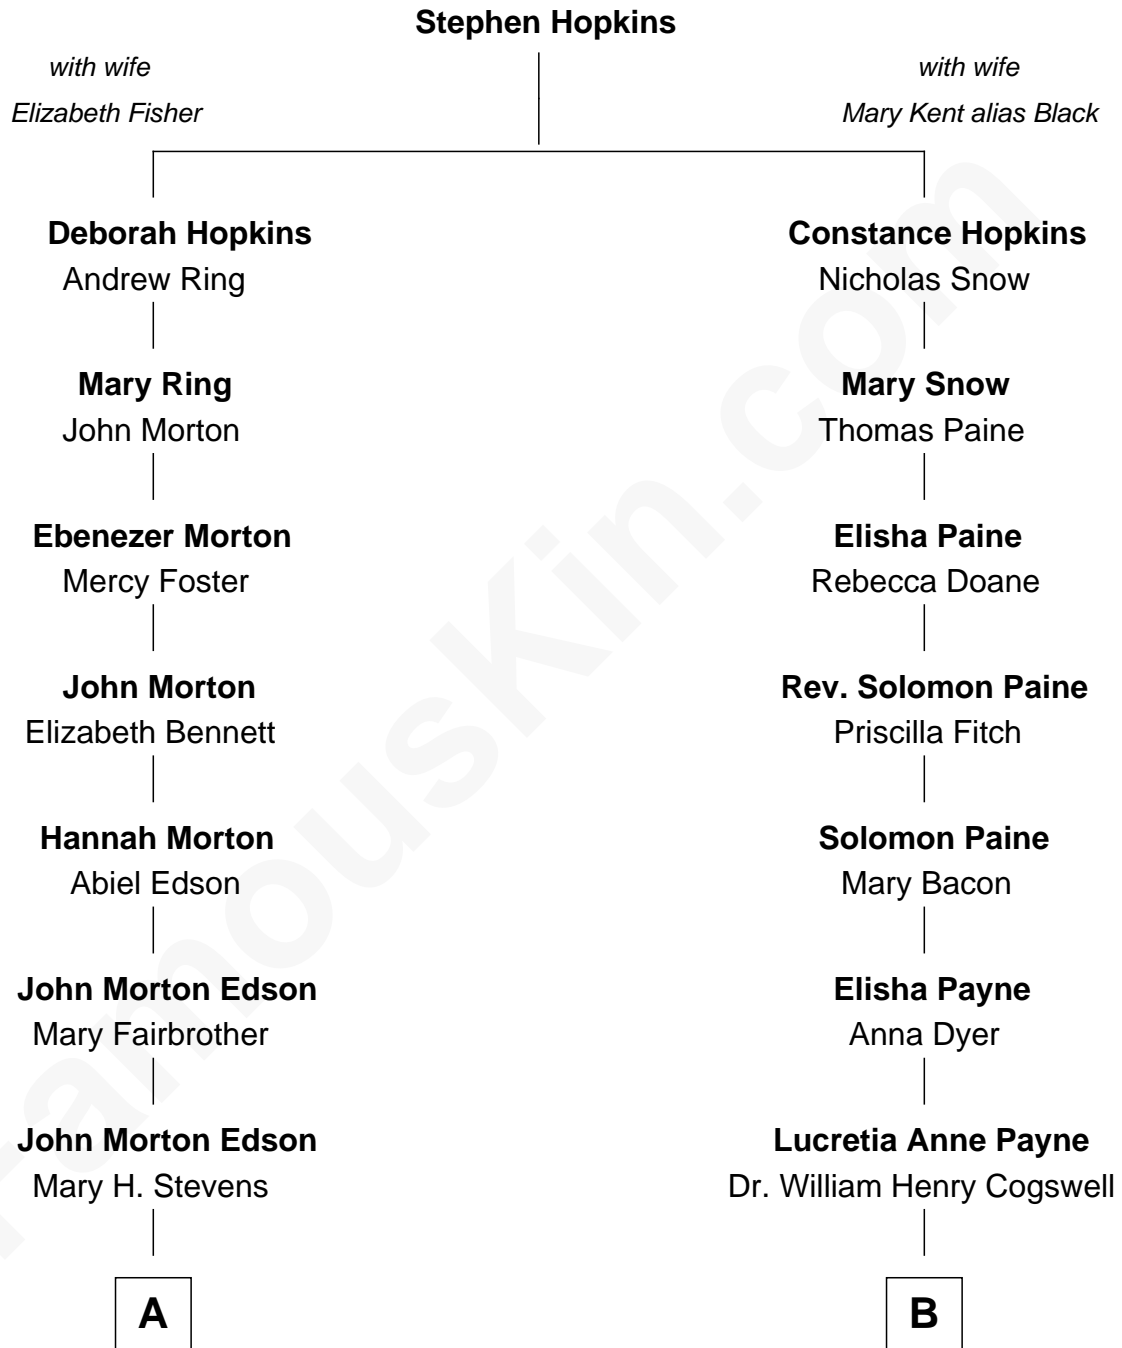 Stephen Hopkins
with wife
Elizabeth Fisher
with wife
Mary Kent alias Black
Deborah Hopkins
Andrew Ring
Constance Hopkins
Nicholas Snow
Mary Ring
John Morton
Mary Snow
Thomas Paine
Ebenezer Morton
Mercy Foster
Elisha Paine
Rebecca Doane
John Morton
Elizabeth Bennett
Rev. Solomon Paine
Priscilla Fitch
Hannah Morton
Abiel Edson
Solomon Paine
Mary Bacon
John Morton Edson
Mary Fairbrother
Elisha Payne
Anna Dyer
John Morton Edson
Mary H. Stevens
Lucretia Anne Payne
Dr. William Henry Cogswell
A
B
FamousKin.com